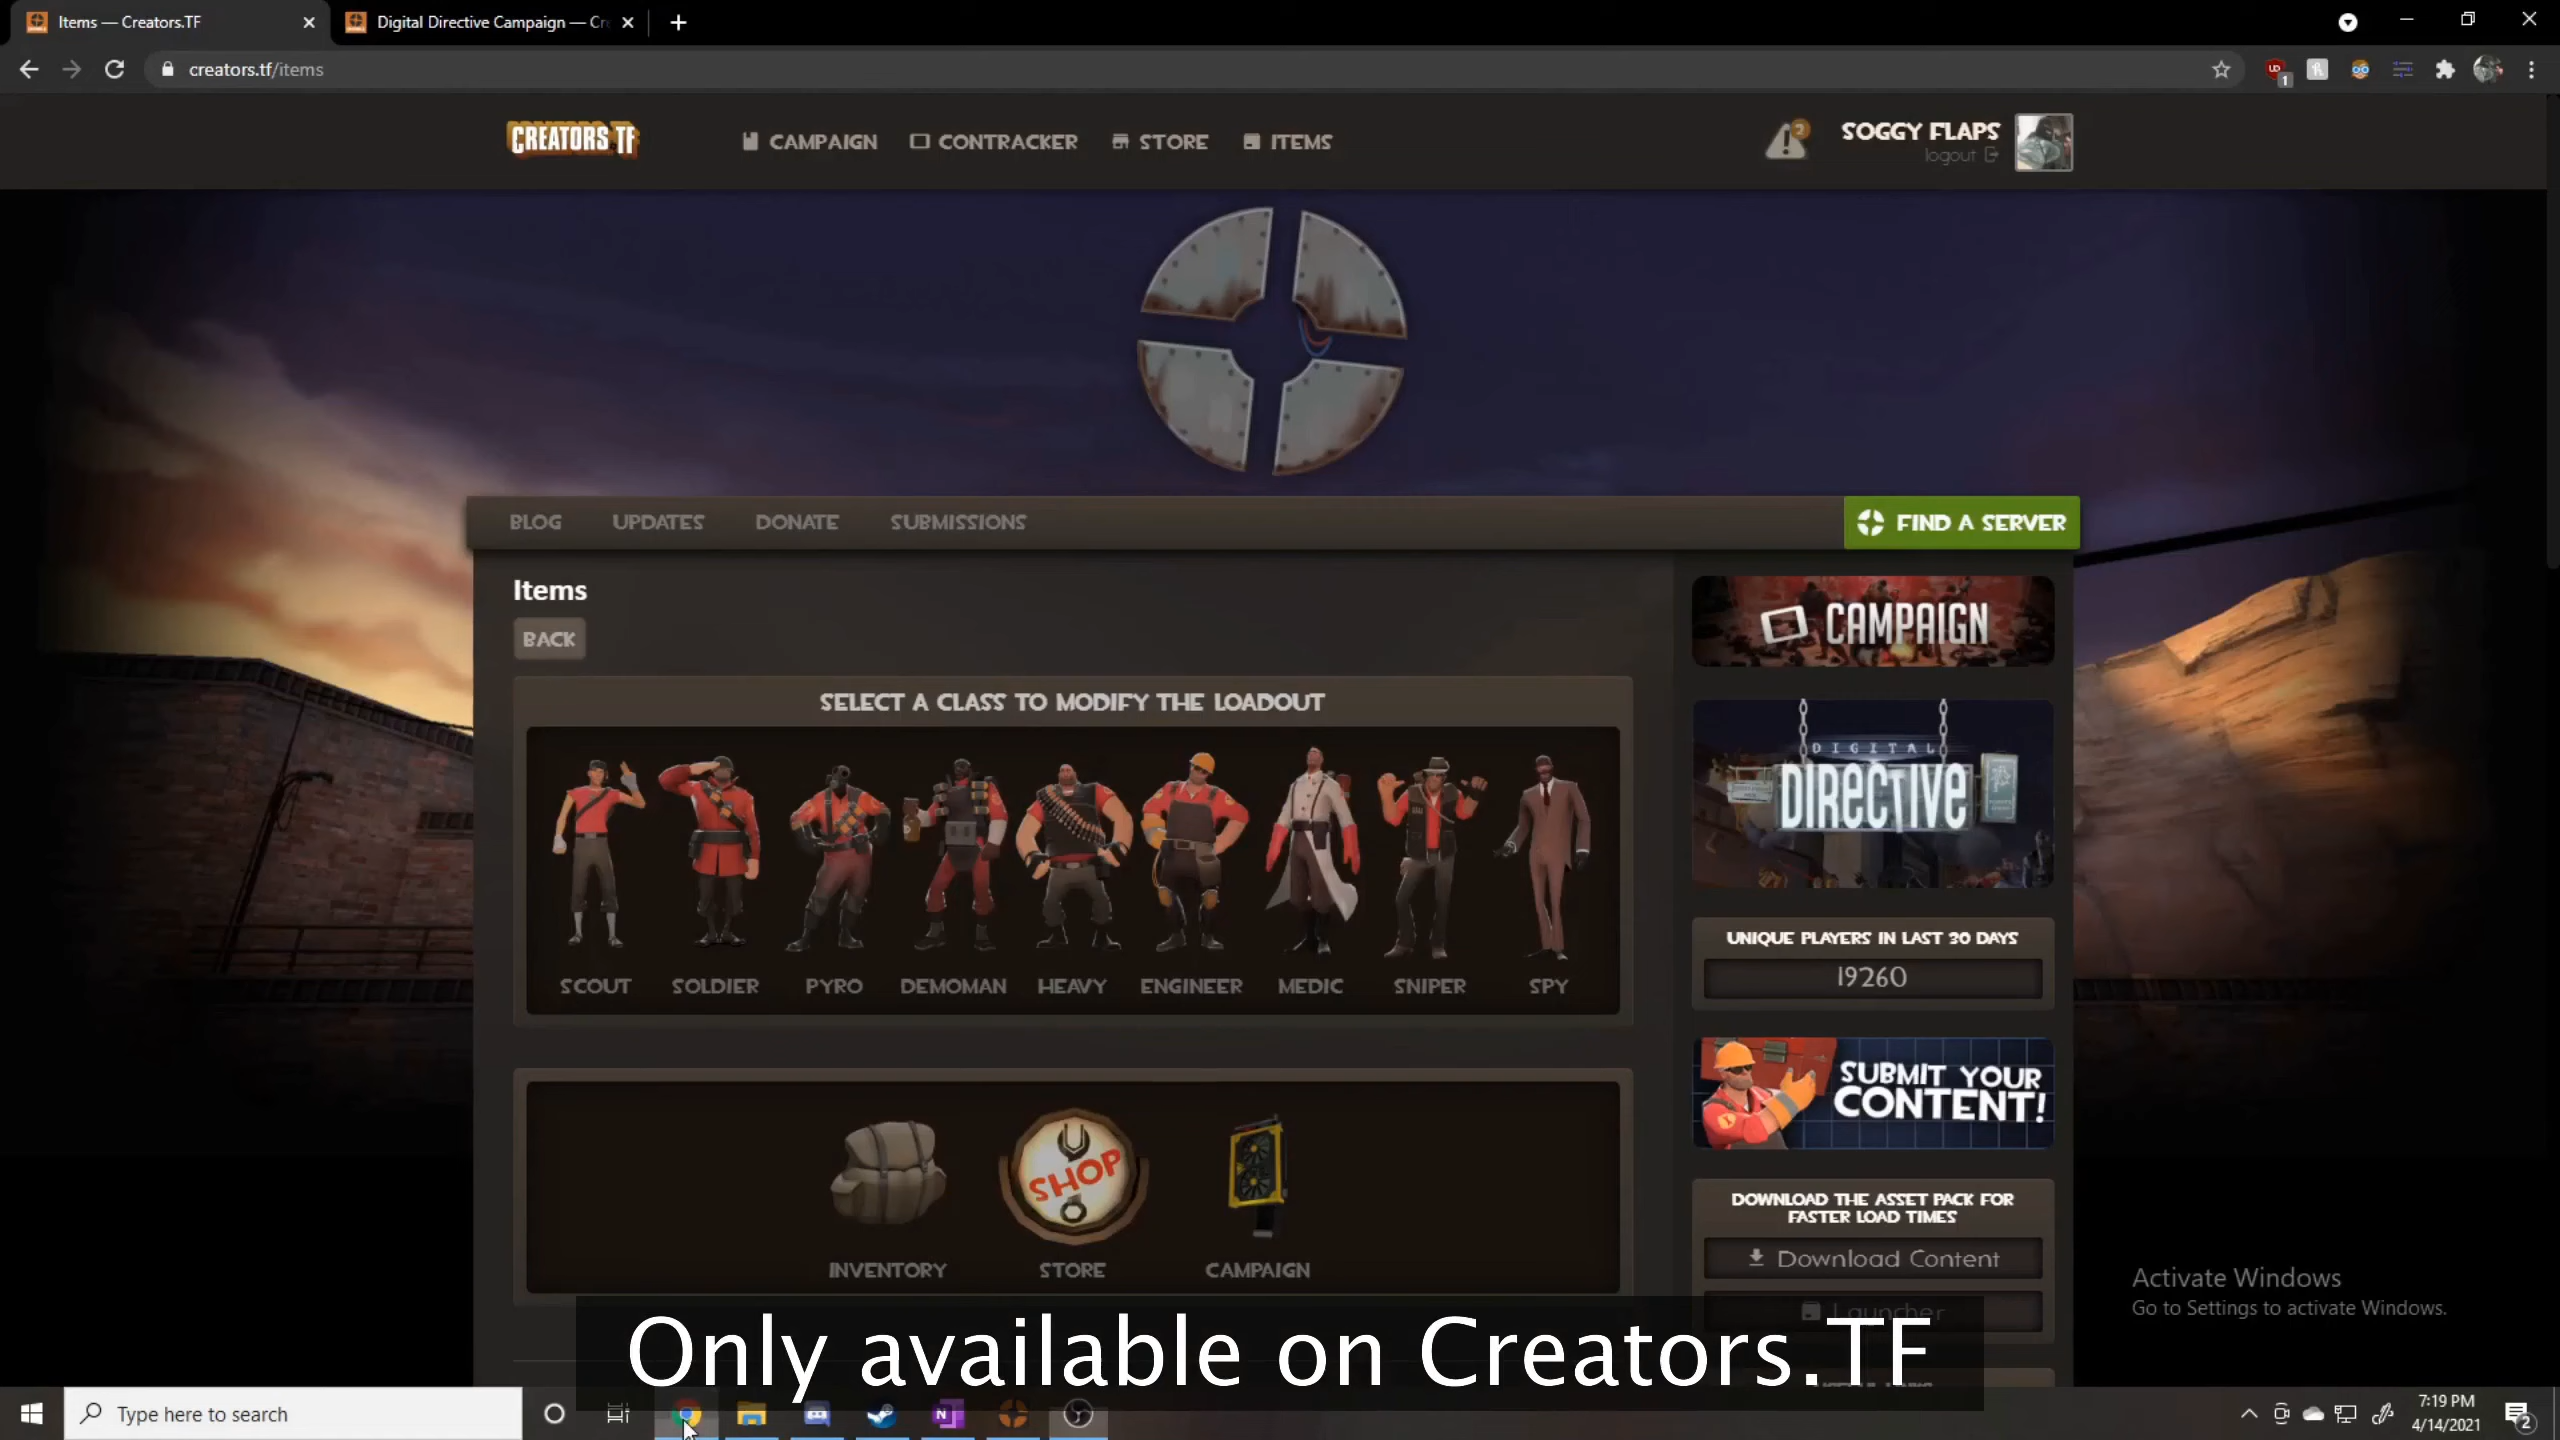 Items — Creators.TF
Digital Directive Campaign — Cr
creators.tf/items
1
CREATORS.TF
CAMPAIGN
CONTRACKER
STORE
ITEMS
2
SOGGY FLAPS
logout
BLOG
UPDATES
DONATE
SUBMISSIONS
FIND A SERVER
Items
BACK
SELECT A CLASS TO MODIFY THE LOADOUT
SCOUT
SOLDIER
PYRO
DEMOMAN
HEAVY
ENGINEER
MEDIC
SNIPER
SPY
SHOP
INVENTORY
STORE
CAMPAIGN
CAMPAIGN
DIGITAL
DIRECTIVE
UNIQUE PLAYERS IN LAST 30 DAYS
19260
SUBMIT YOUR
CONTENT!
DOWNLOAD THE ASSET PACK FOR
FASTER LOAD TIMES
Download Content
Launcher
Activate Windows
Go to Settings to activate Windows.
Only available on Creators.TF
Type here to search
7:19 PM
4/14/2021
2